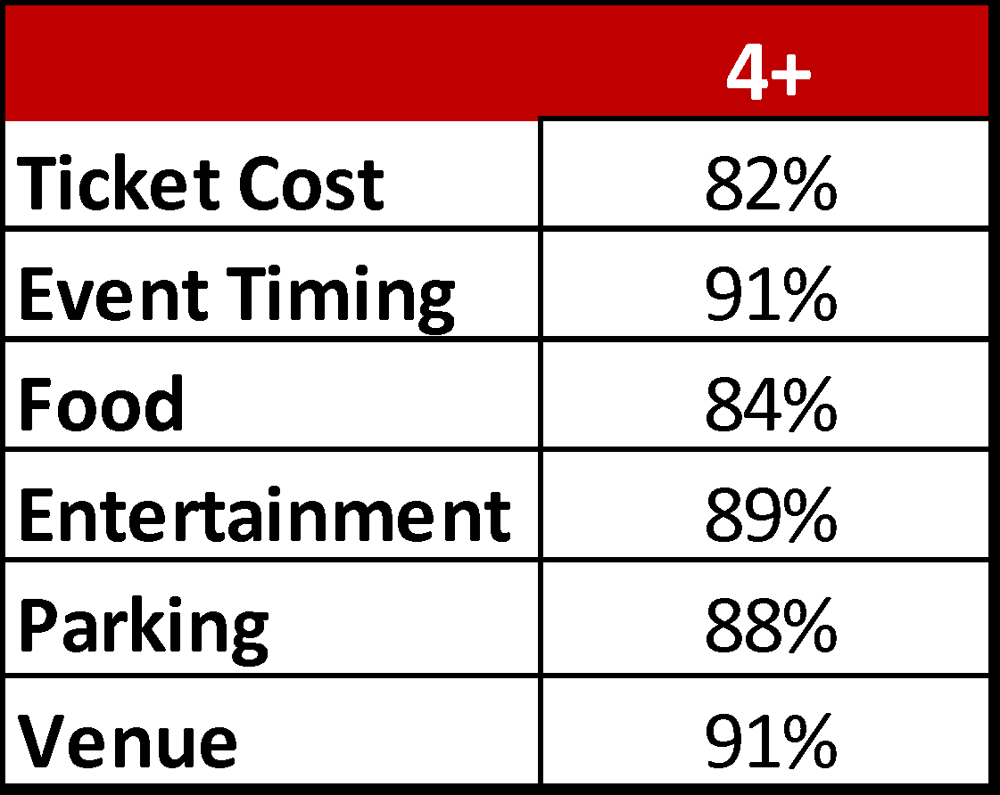 4+
Ticket Cost 82%
Event Timing 91%
Food 84%
Entertainment 89%
Parking 88%
Venue 91%